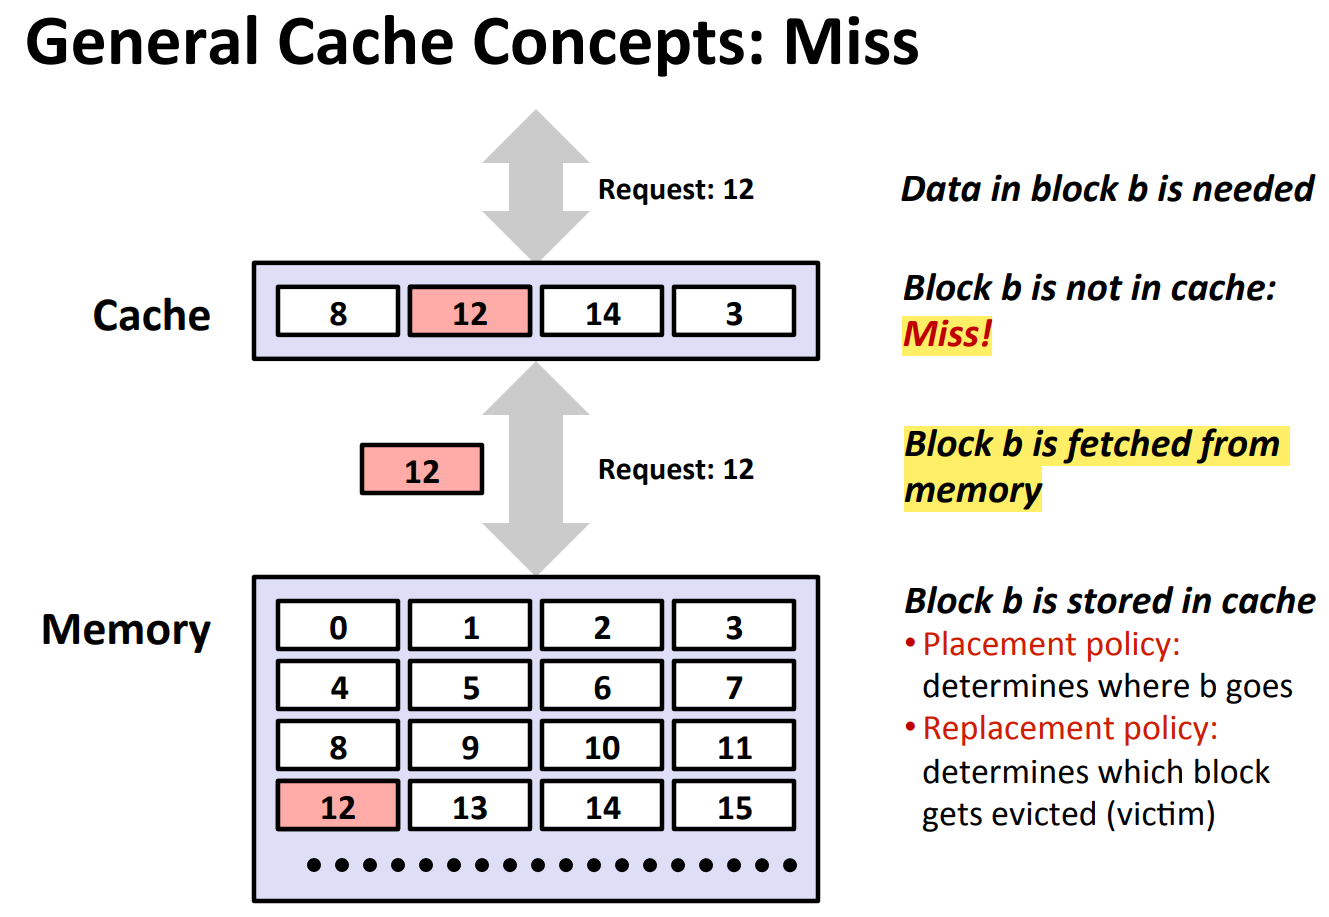 General Cache Concepts: Miss
Request: 12
Data in block b is needed
Cache
8 12 14 3
Block b is not in cache:
Miss!
12
Request: 12
Block b is fetched from
memory
Memory
0 1 2 3
4 5 6 7
8 9 10 11
12 13 14 15
Block b is stored in cache
• Placement policy:
determines where b goes
• Replacement policy:
determines which block
gets evicted (victim)